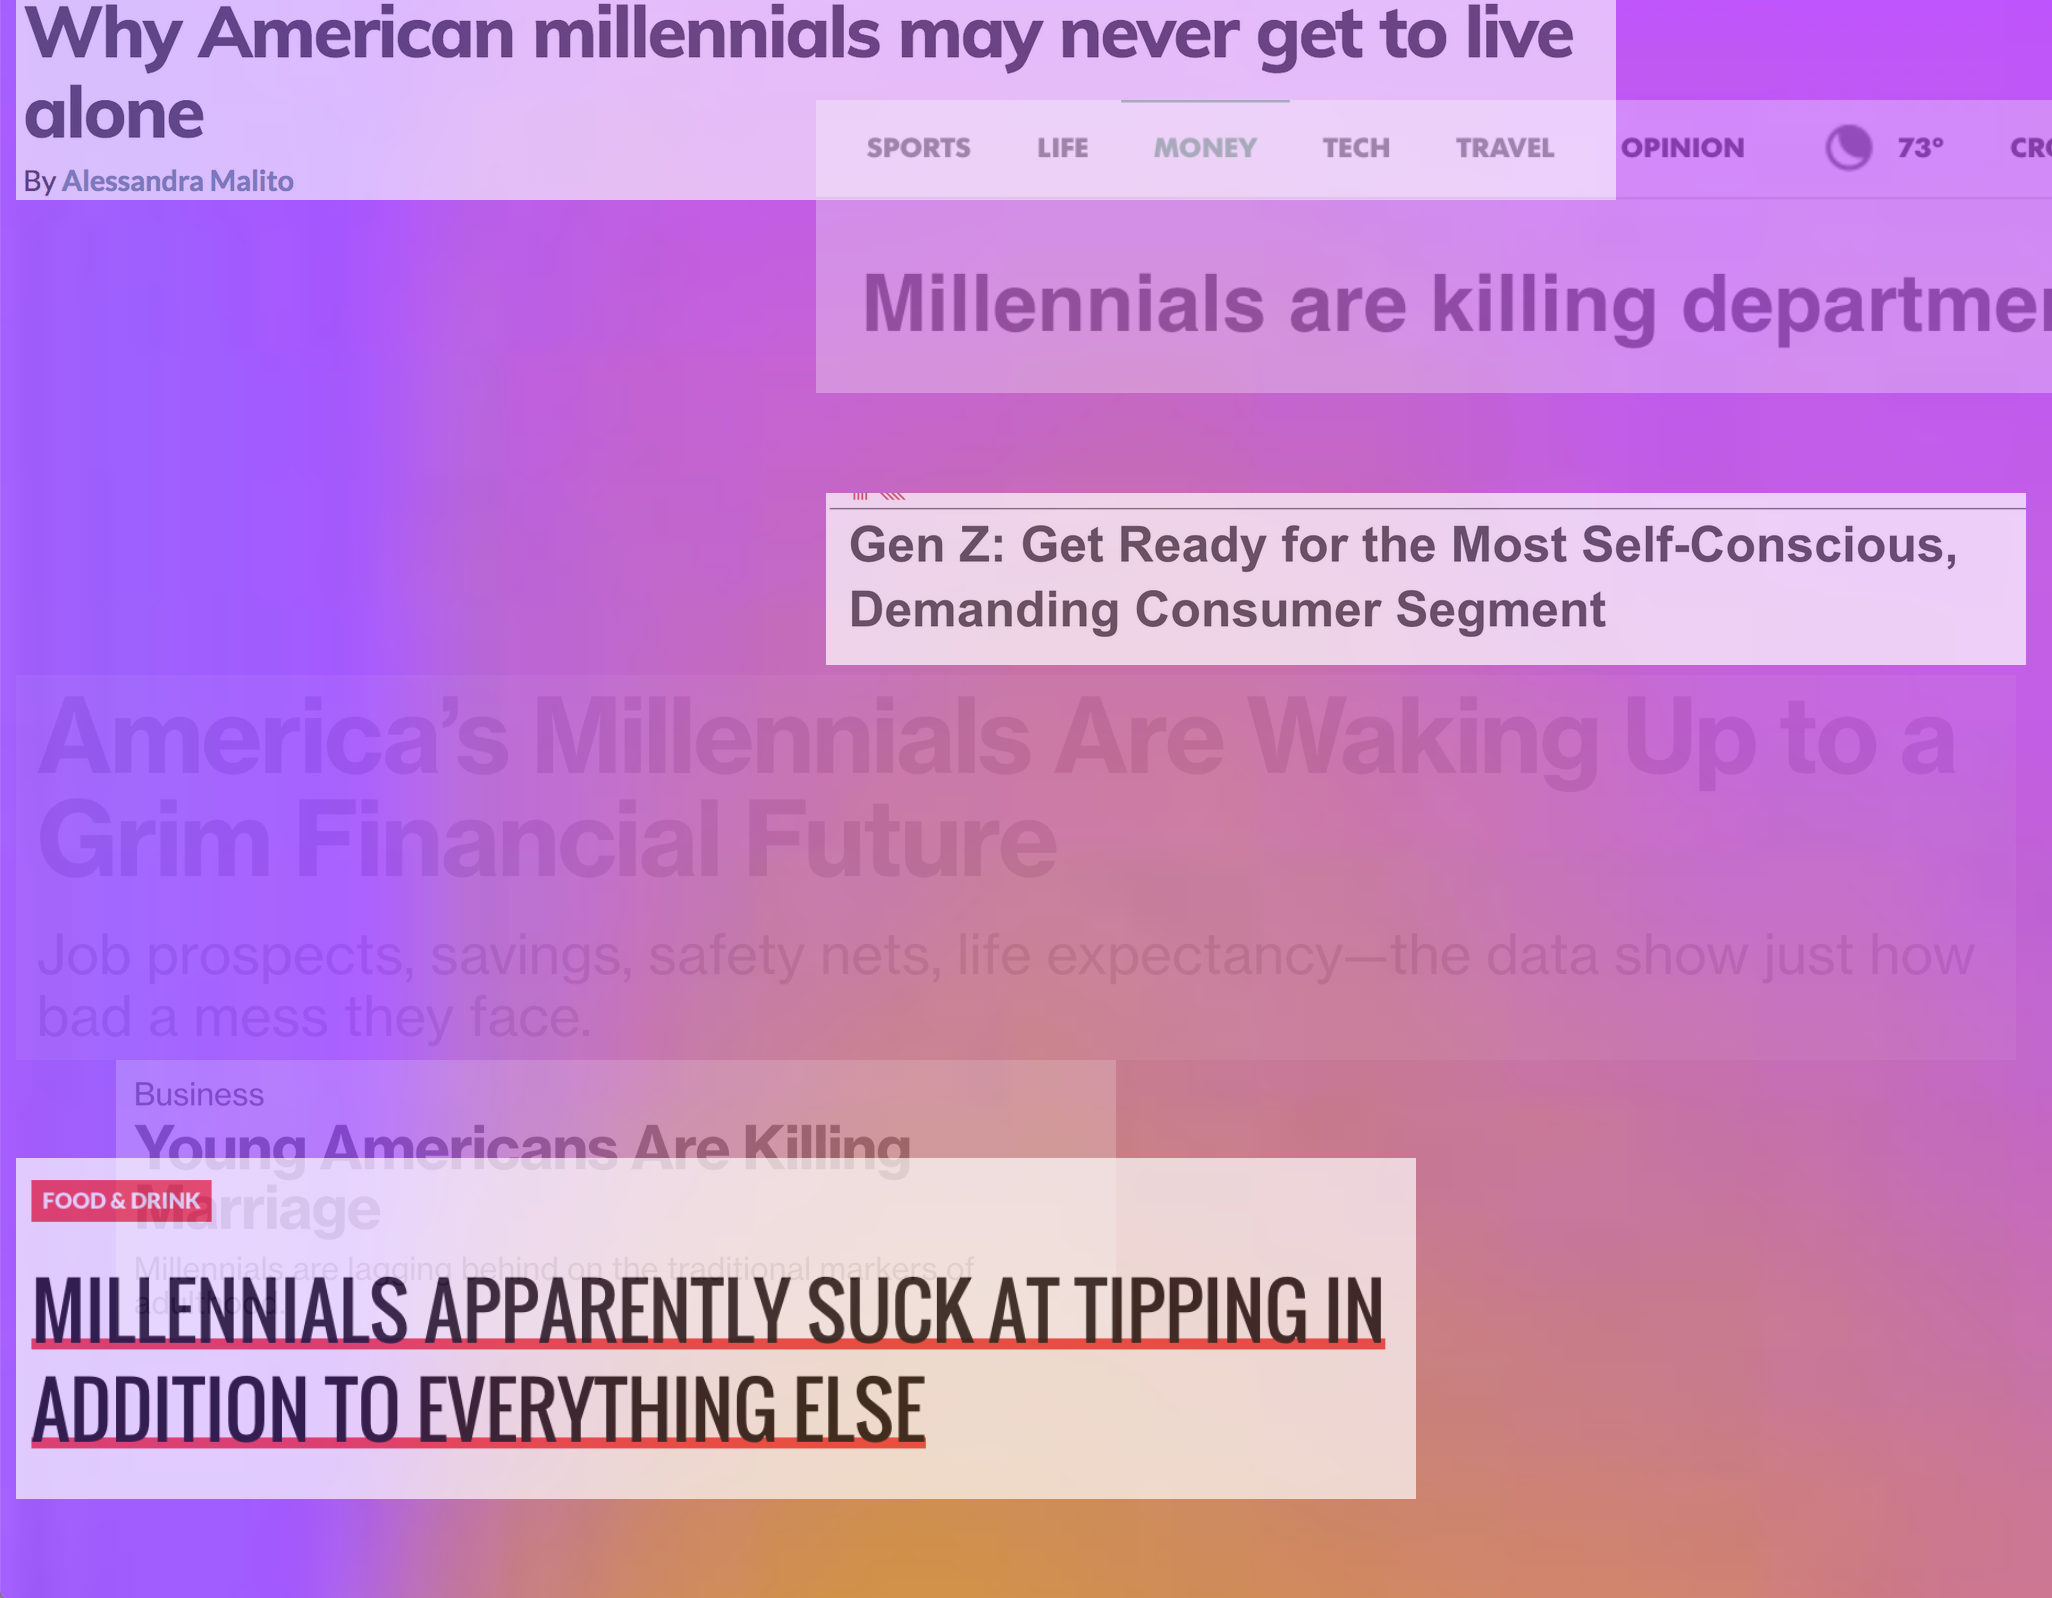 Why American millennials may never get to live
alone
By Alessandra Malito
SPORTS LIFE MONEY TECH TRAVEL OPINION 73° CRO
Millennials are killing departmen
Gen Z: Get Ready for the Most Self-Conscious,
Demanding Consumer Segment
America’s Millennials Are Waking Up to a
Grim Financial Future
Job prospects, savings, safety nets, life expectancy—the data show just how
bad a mess they face.
Business
Young Americans Are Killing
Marriage
Millennials are lagging behind on the traditional markers of
adulthood.
FOOD & DRINK
MILLENNIALS APPARENTLY SUCK AT TIPPING IN
ADDITION TO EVERYTHING ELSE